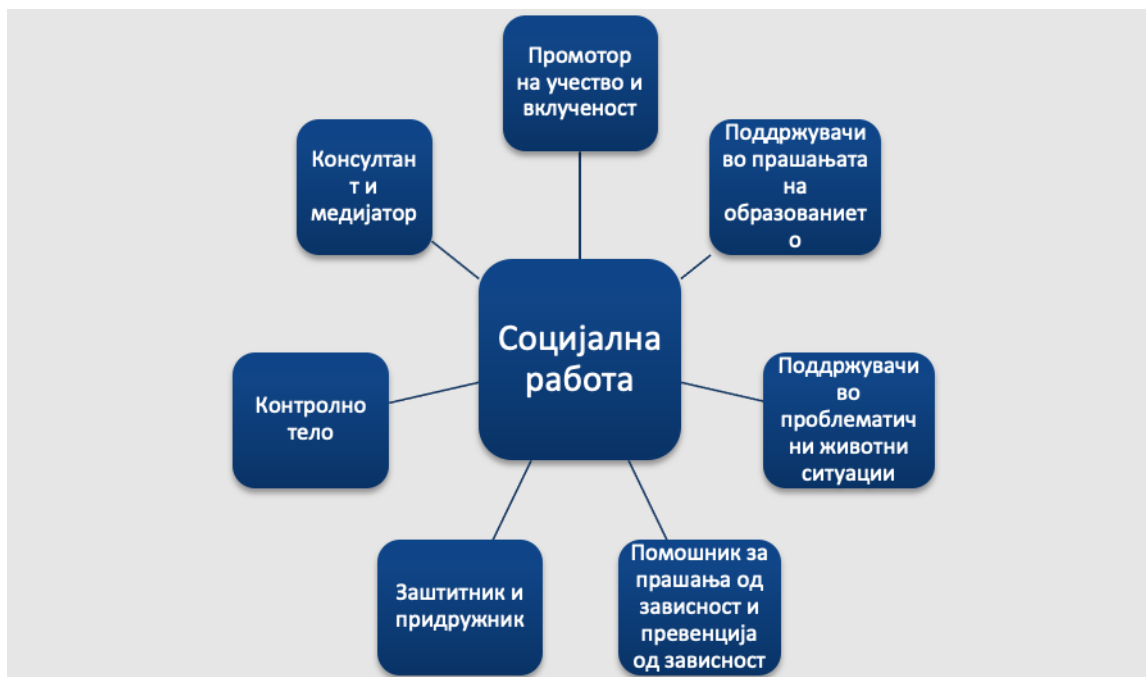 Промотор
на учество и
вклученост
Поддржувачи
во прашањата
на
образованиет
о
Поддржувачи
во
проблематич
ни животни
ситуации
Помошник за
прашања од
зависност и
превенција
од зависност
Заштитник и
придружник
Контролно
тело
Консултан
т и
медијатор
Социјална
работа